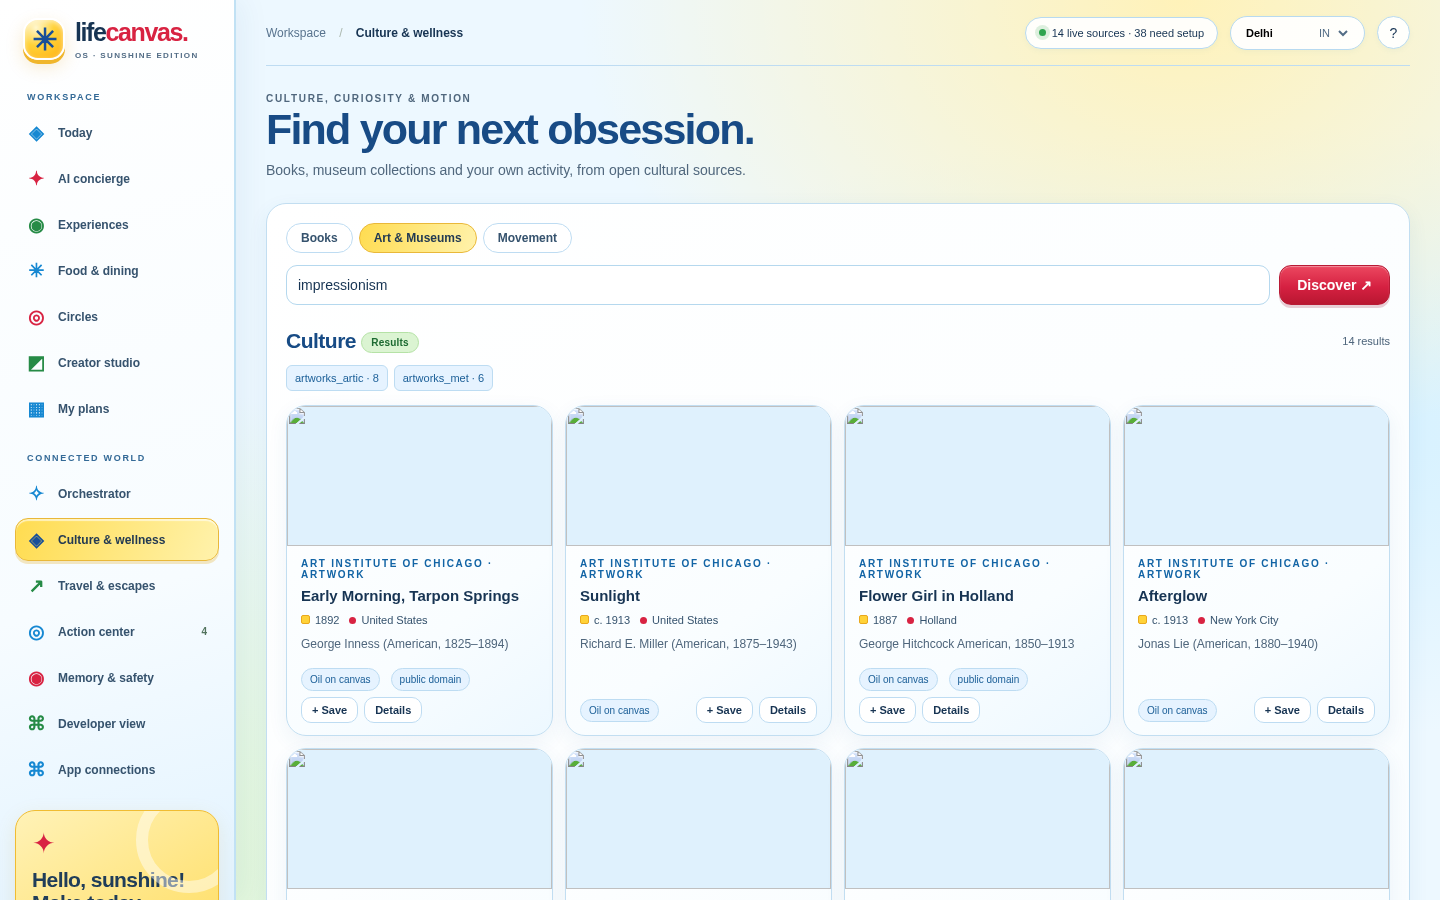 lifecanvas.
OS · SUNSHINE EDITION
WORKSPACE
Today
AI concierge
Experiences
Food & dining
Circles
Creator studio
My plans
CONNECTED WORLD
Orchestrator
Culture & wellness
Travel & escapes
Action center 4
Memory & safety
Developer view
App connections
Hello, sunshine!
Make today
Workspace / Culture & wellness
14 live sources · 38 need setup
Delhi IN
?
CULTURE, CURIOSITY & MOTION
Find your next obsession.
Books, museum collections and your own activity, from open cultural sources.
Books Art & Museums Movement
impressionism
Discover ↗
Culture Results
14 results
artworks_artic · 8 artworks_met · 6
ART INSTITUTE OF CHICAGO ·
ARTWORK
Early Morning, Tarpon Springs
1892 United States
George Inness (American, 1825–1894)
Oil on canvas public domain
+ Save Details
ART INSTITUTE OF CHICAGO ·
ARTWORK
Sunlight
c. 1913 United States
Richard E. Miller (American, 1875–1943)
Oil on canvas + Save Details
ART INSTITUTE OF CHICAGO ·
ARTWORK
Flower Girl in Holland
1887 Holland
George Hitchcock American, 1850–1913
Oil on canvas public domain
+ Save Details
ART INSTITUTE OF CHICAGO ·
ARTWORK
Afterglow
c. 1913 New York City
Jonas Lie (American, 1880–1940)
Oil on canvas + Save Details